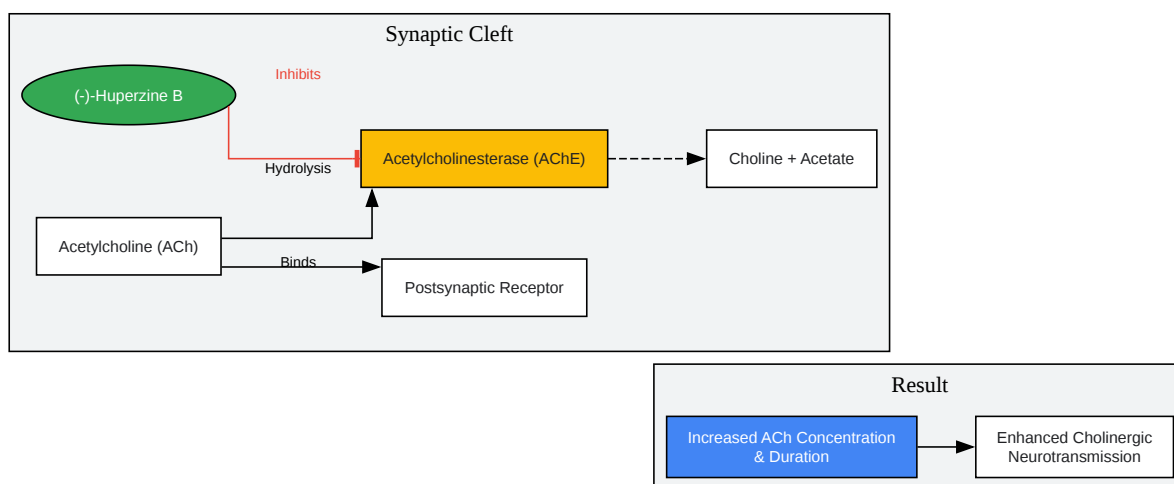 Synaptic Cleft
Inhibits
(-)-Huperzine B
Acetylcholinesterase (AChE)
Choline + Acetate
Hydrolysis
Acetylcholine (ACh)
Binds
Postsynaptic Receptor
Result
Increased ACh Concentration
& Duration
Enhanced Cholinergic
Neurotransmission